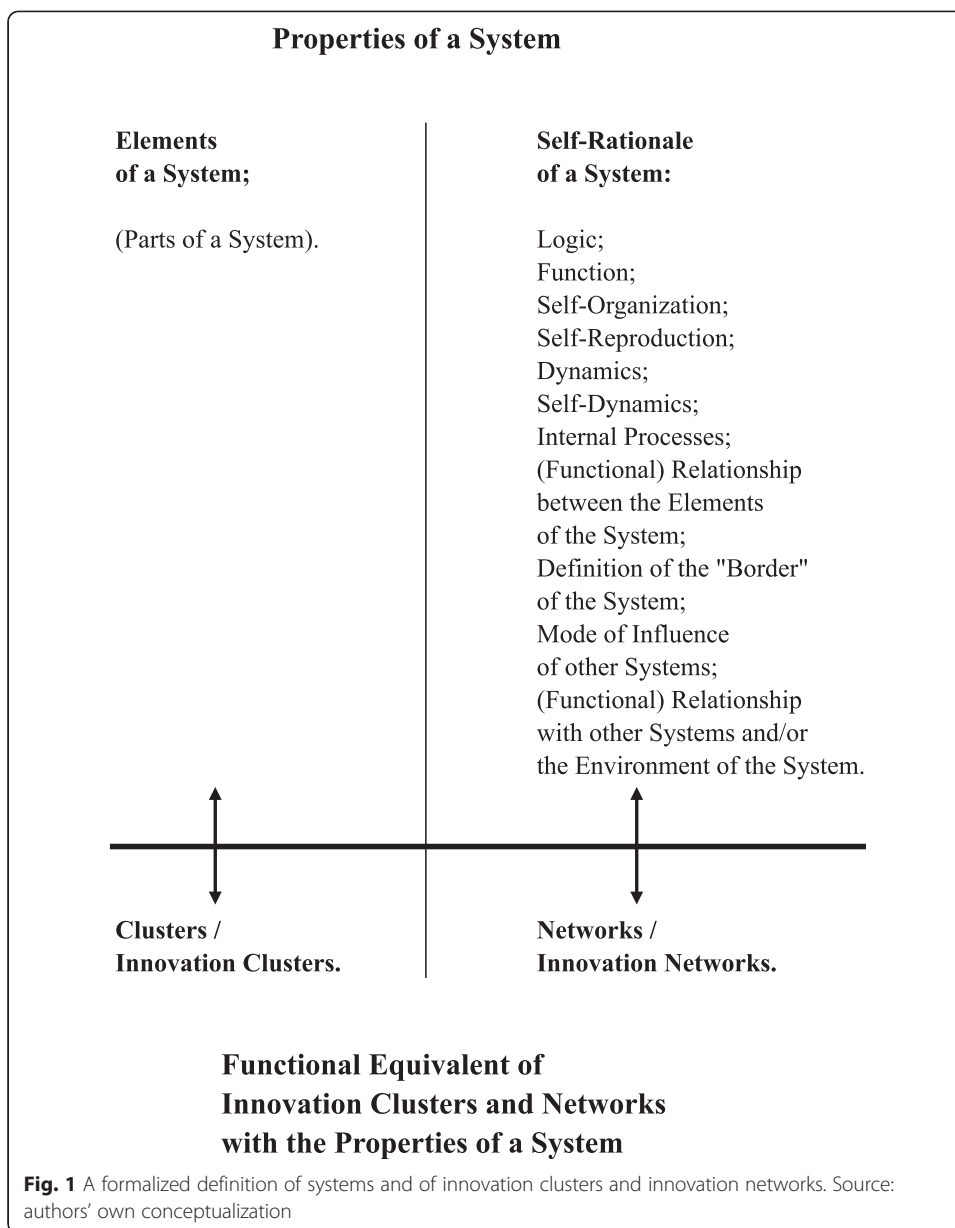 Properties of a System
Elements
of a System;
(Parts of a System).
Self-Rationale
of a System:
Logic;
Function;
Self-Organization;
Self-Reproduction;
Dynamics;
Self-Dynamics;
Internal Processes;
(Functional) Relationship
between the Elements
of the System;
Definition of the "Border"
of the System;
Mode of Influence
of other Systems;
(Functional) Relationship
with other Systems and/or
the Environment of the System.
Clusters /
Innovation Clusters.
Networks /
Innovation Networks.
Functional Equivalent of
Innovation Clusters and Networks
with the Properties of a System
Fig. 1 A formalized definition of systems and of innovation clusters and innovation networks. Source:
authors' own conceptualization